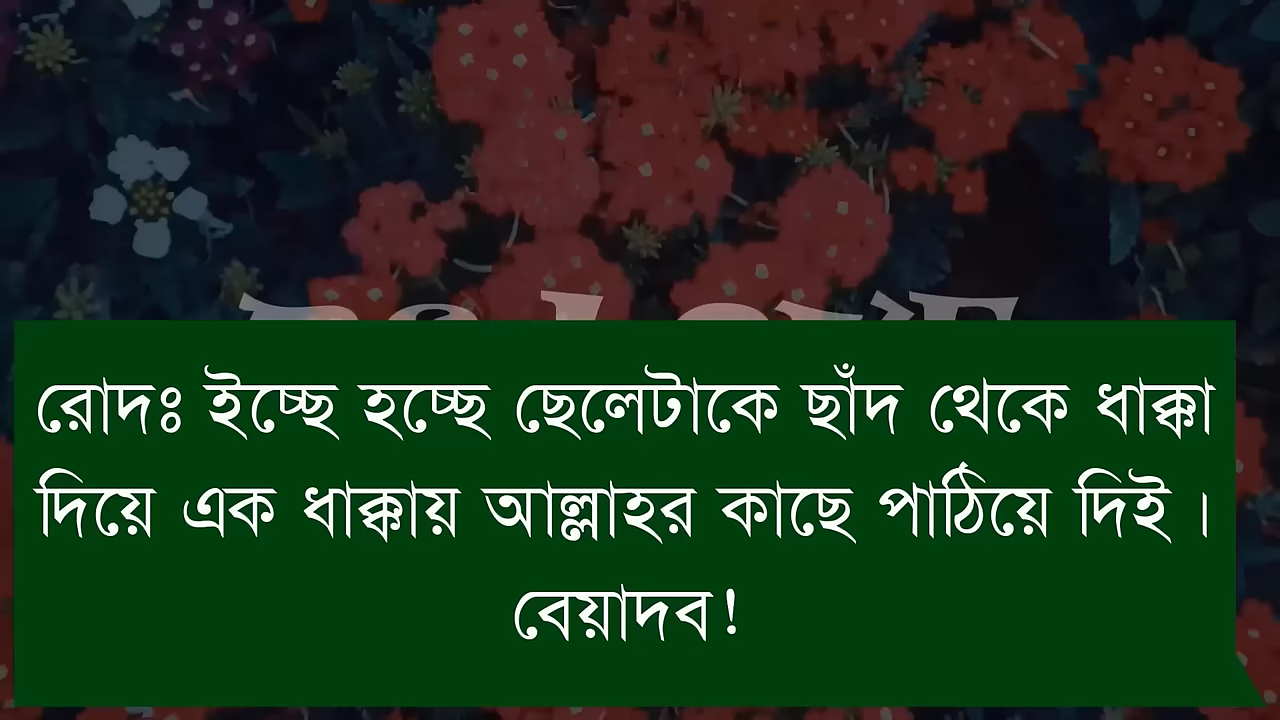 রোদঃ ইচ্ছে হচ্ছে ছেলেটাকে ছাঁদ থেকে ধাক্কা
দিয়ে এক ধাক্কায় আল্লাহর কাছে পাঠিয়ে দিই।
বেয়াদব!